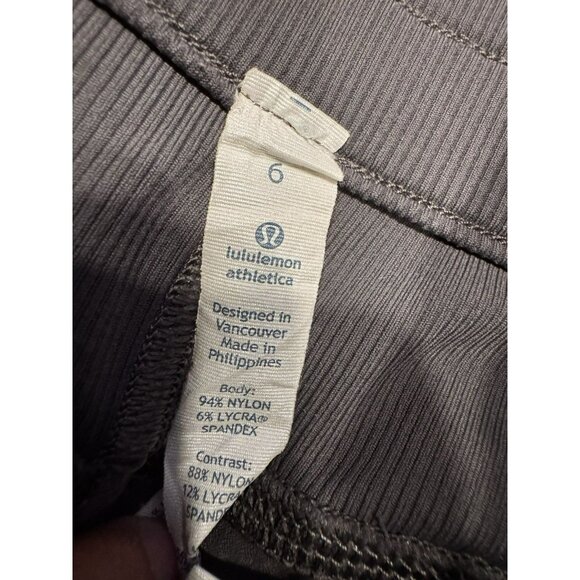 6
lululemon
athletica
Designed in
Vancouver
Made in
Philippines
Body:
94% NYLON
6% LYCRA®
SPANDEX
Contrast:
88% NYLON
12% LYCRA
SPAND